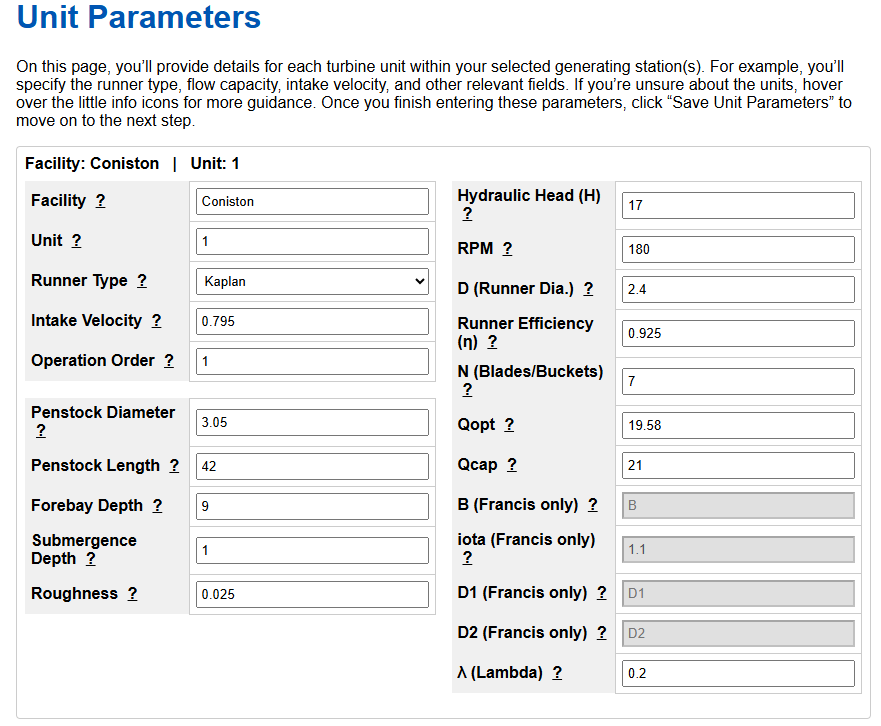 Unit Parameters
On this page, you’ll provide details for each turbine unit within your selected generating station(s). For example, you’ll
specify the runner type, flow capacity, intake velocity, and other relevant fields. If you’re unsure about the units, hover
over the little info icons for more guidance. Once you finish entering these parameters, click “Save Unit Parameters” to
move on to the next step.
Facility: Coniston | Unit: 1
Facility ? Coniston
Unit ? 1
Runner Type ? Kaplan
Intake Velocity ? 0.795
Operation Order ? 1
Penstock Diameter
? 3.05
Penstock Length ? 42
Forebay Depth ? 9
Submergence
Depth ? 1
Roughness ? 0.025
Hydraulic Head (H)
? 17
RPM ? 180
D (Runner Dia.) ? 2.4
Runner Efficiency
(η) ? 0.925
N (Blades/Buckets)
? 7
Qopt ? 19.58
Qcap ? 21
B (Francis only) ? B
iota (Francis only)
? 1.1
D1 (Francis only) ? D1
D2 (Francis only) ? D2
λ (Lambda) ? 0.2